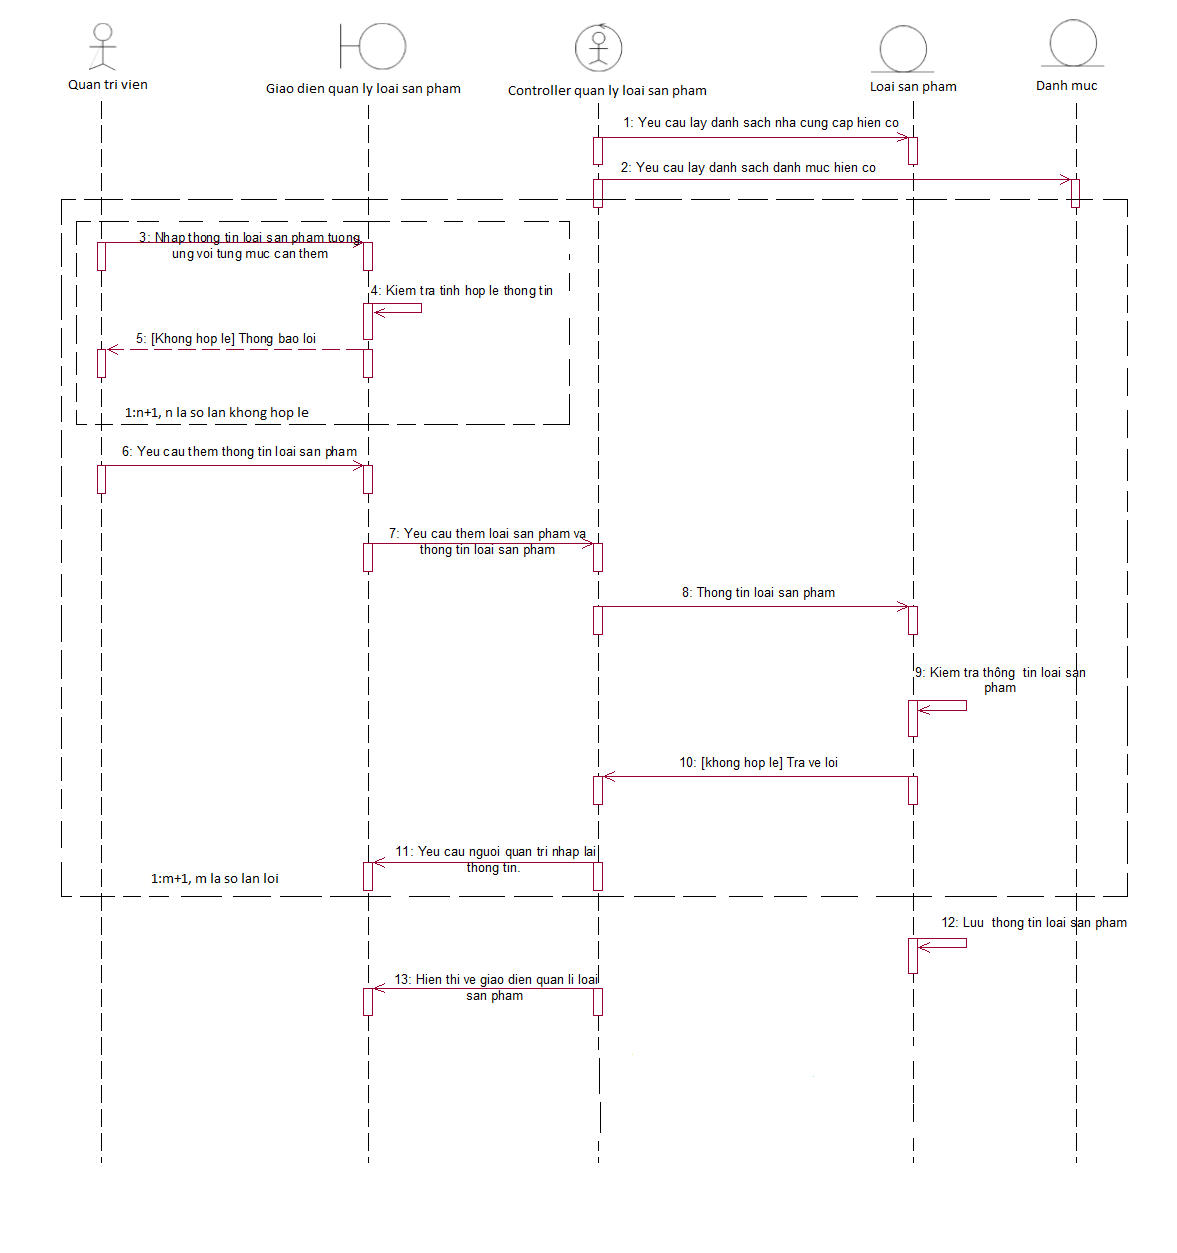 Quan tri vien
Giao dien quan ly loai san pham
Controller quan ly loai san pham
Loai san pham
Danh muc
1: Yeu cau lay danh sach nha cung cap hien co
2: Yeu cau lay danh sach danh muc hien co
3: Nhap thong tin loai san pham tuong
ung voi tung muc can them
4: Kiem tra tinh hop le thong tin
5: [Khong hop le] Thong bao loi
1:n+1, n la so lan khong hop le
6: Yeu cau them thong tin loai san pham
7: Yeu cau them loai san pham va
thong tin loai san pham
8: Thong tin loai san pham
9: Kiem tra thông tin loai san
pham
10: [khong hop le] Tra ve loi
11: Yeu cau nguoi quan tri nhap lai
thong tin.
1:m+1, m la so lan loi
12: Luu thong tin loai san pham
13: Hien thi ve giao dien quan li loai
san pham